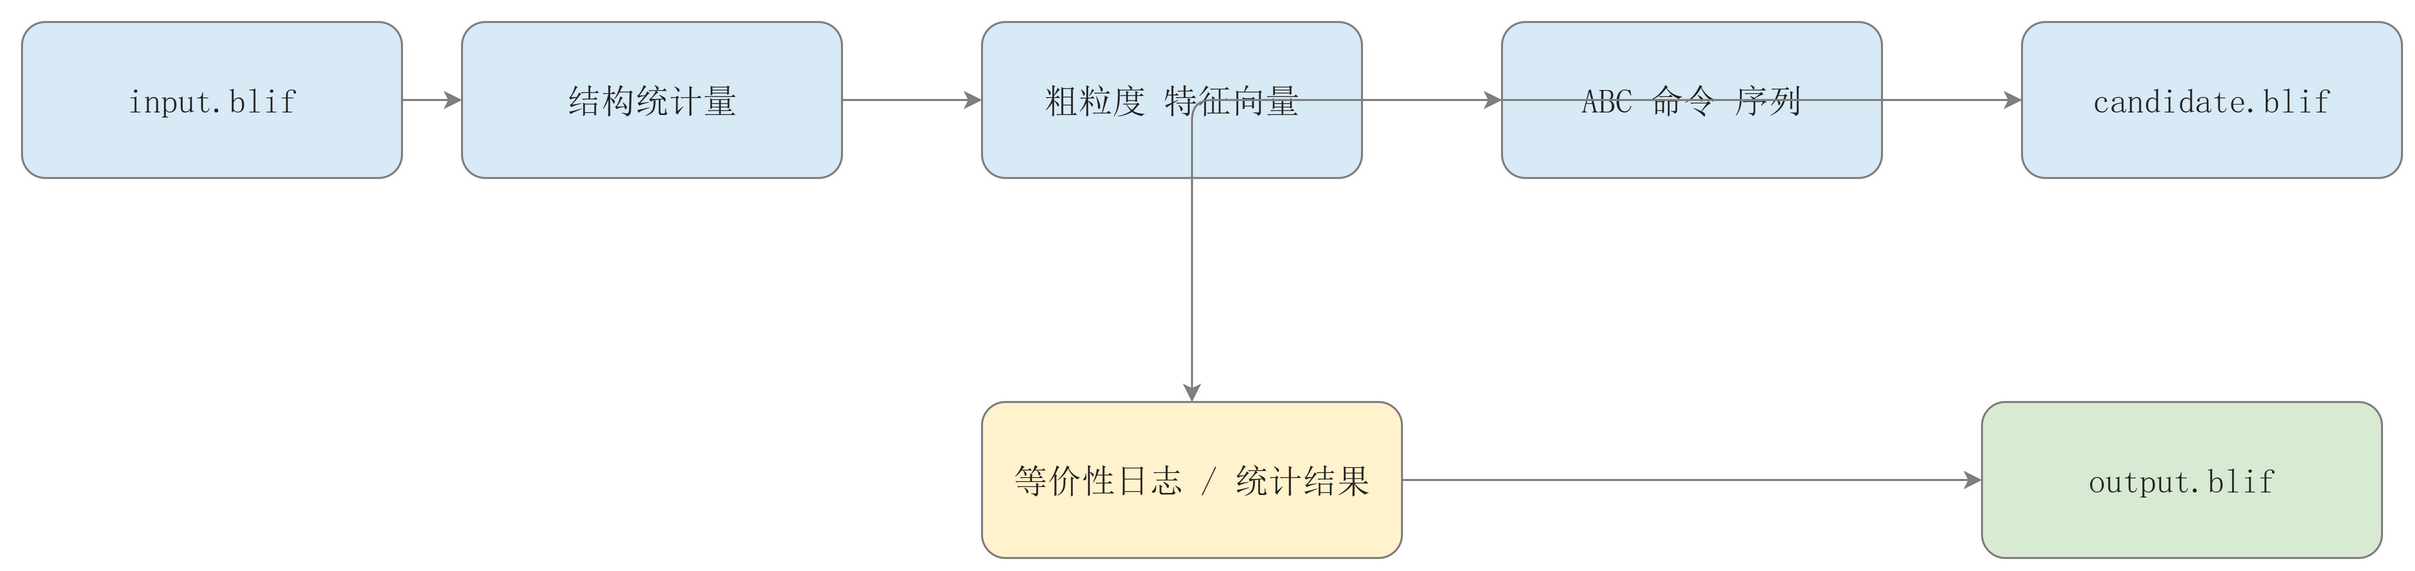 input.blif
结构统计量
粗粒度 特征向量
ABC 命令 序列
candidate.blif
等价性日志 / 统计结果
output.blif